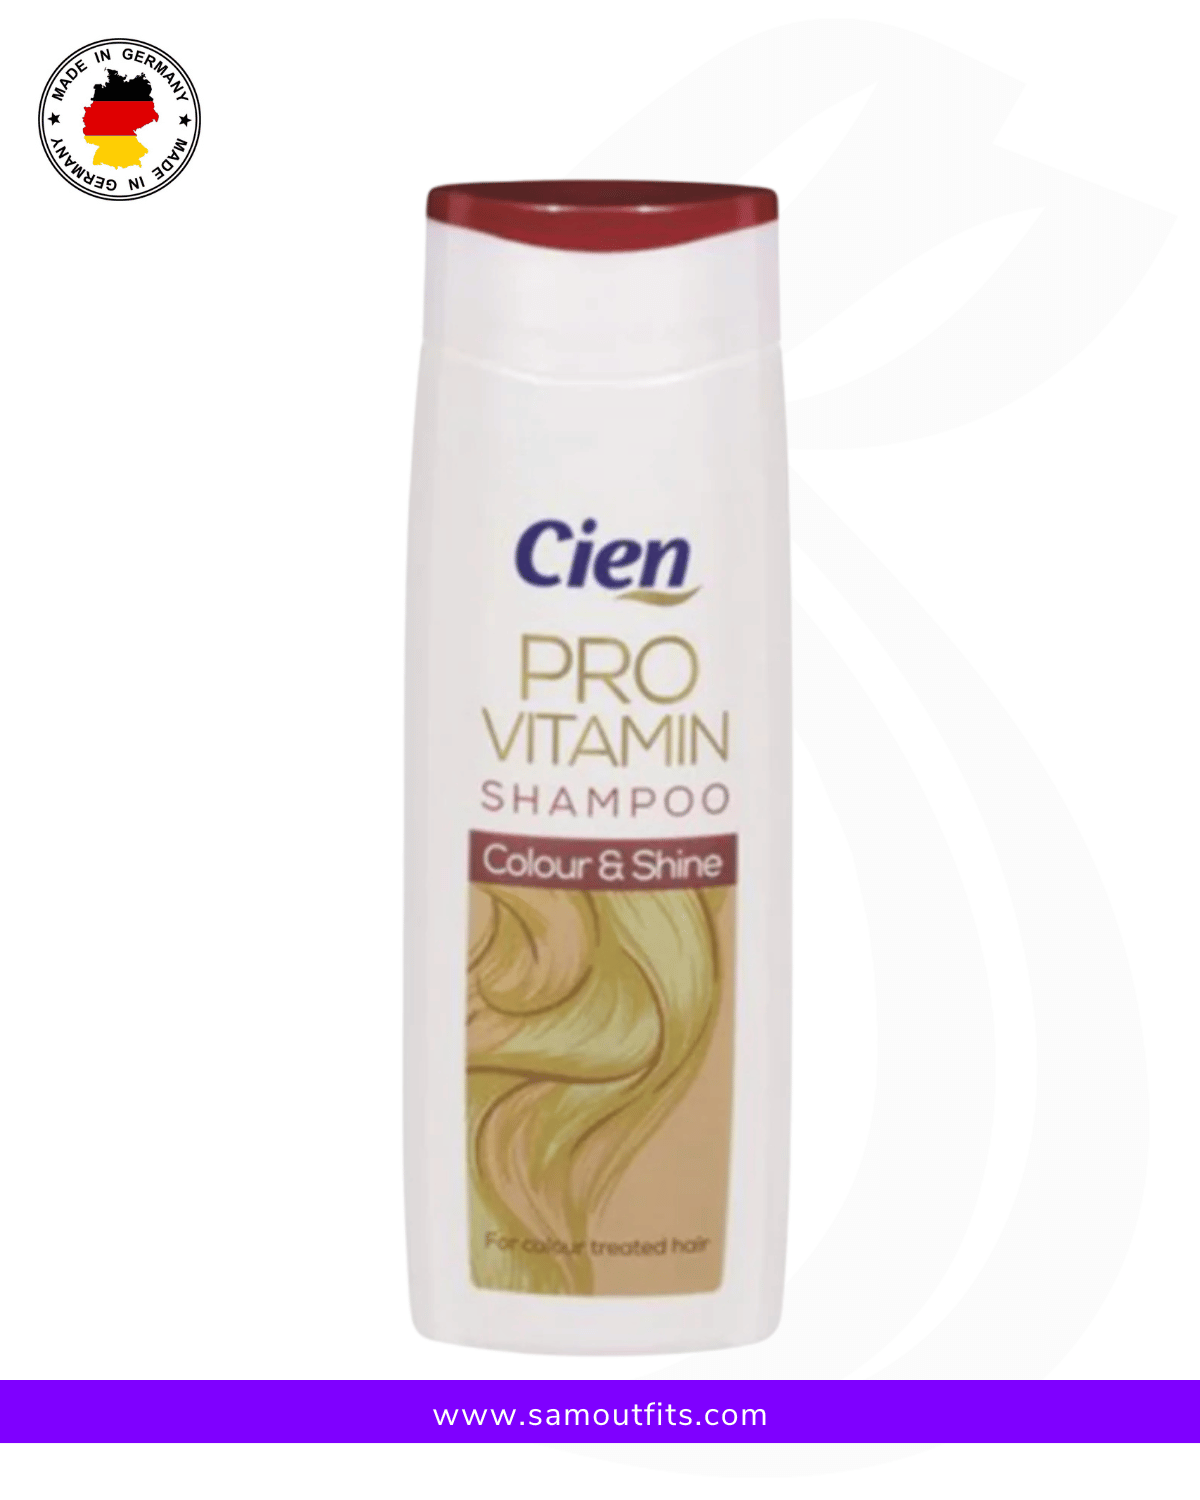 MADE IN GERMANY
MADE IN GERMANY
Cien
PRO
VITAMIN
SHAMPOO
Colour & Shine
For colour treated hair
www.samoutfits.com